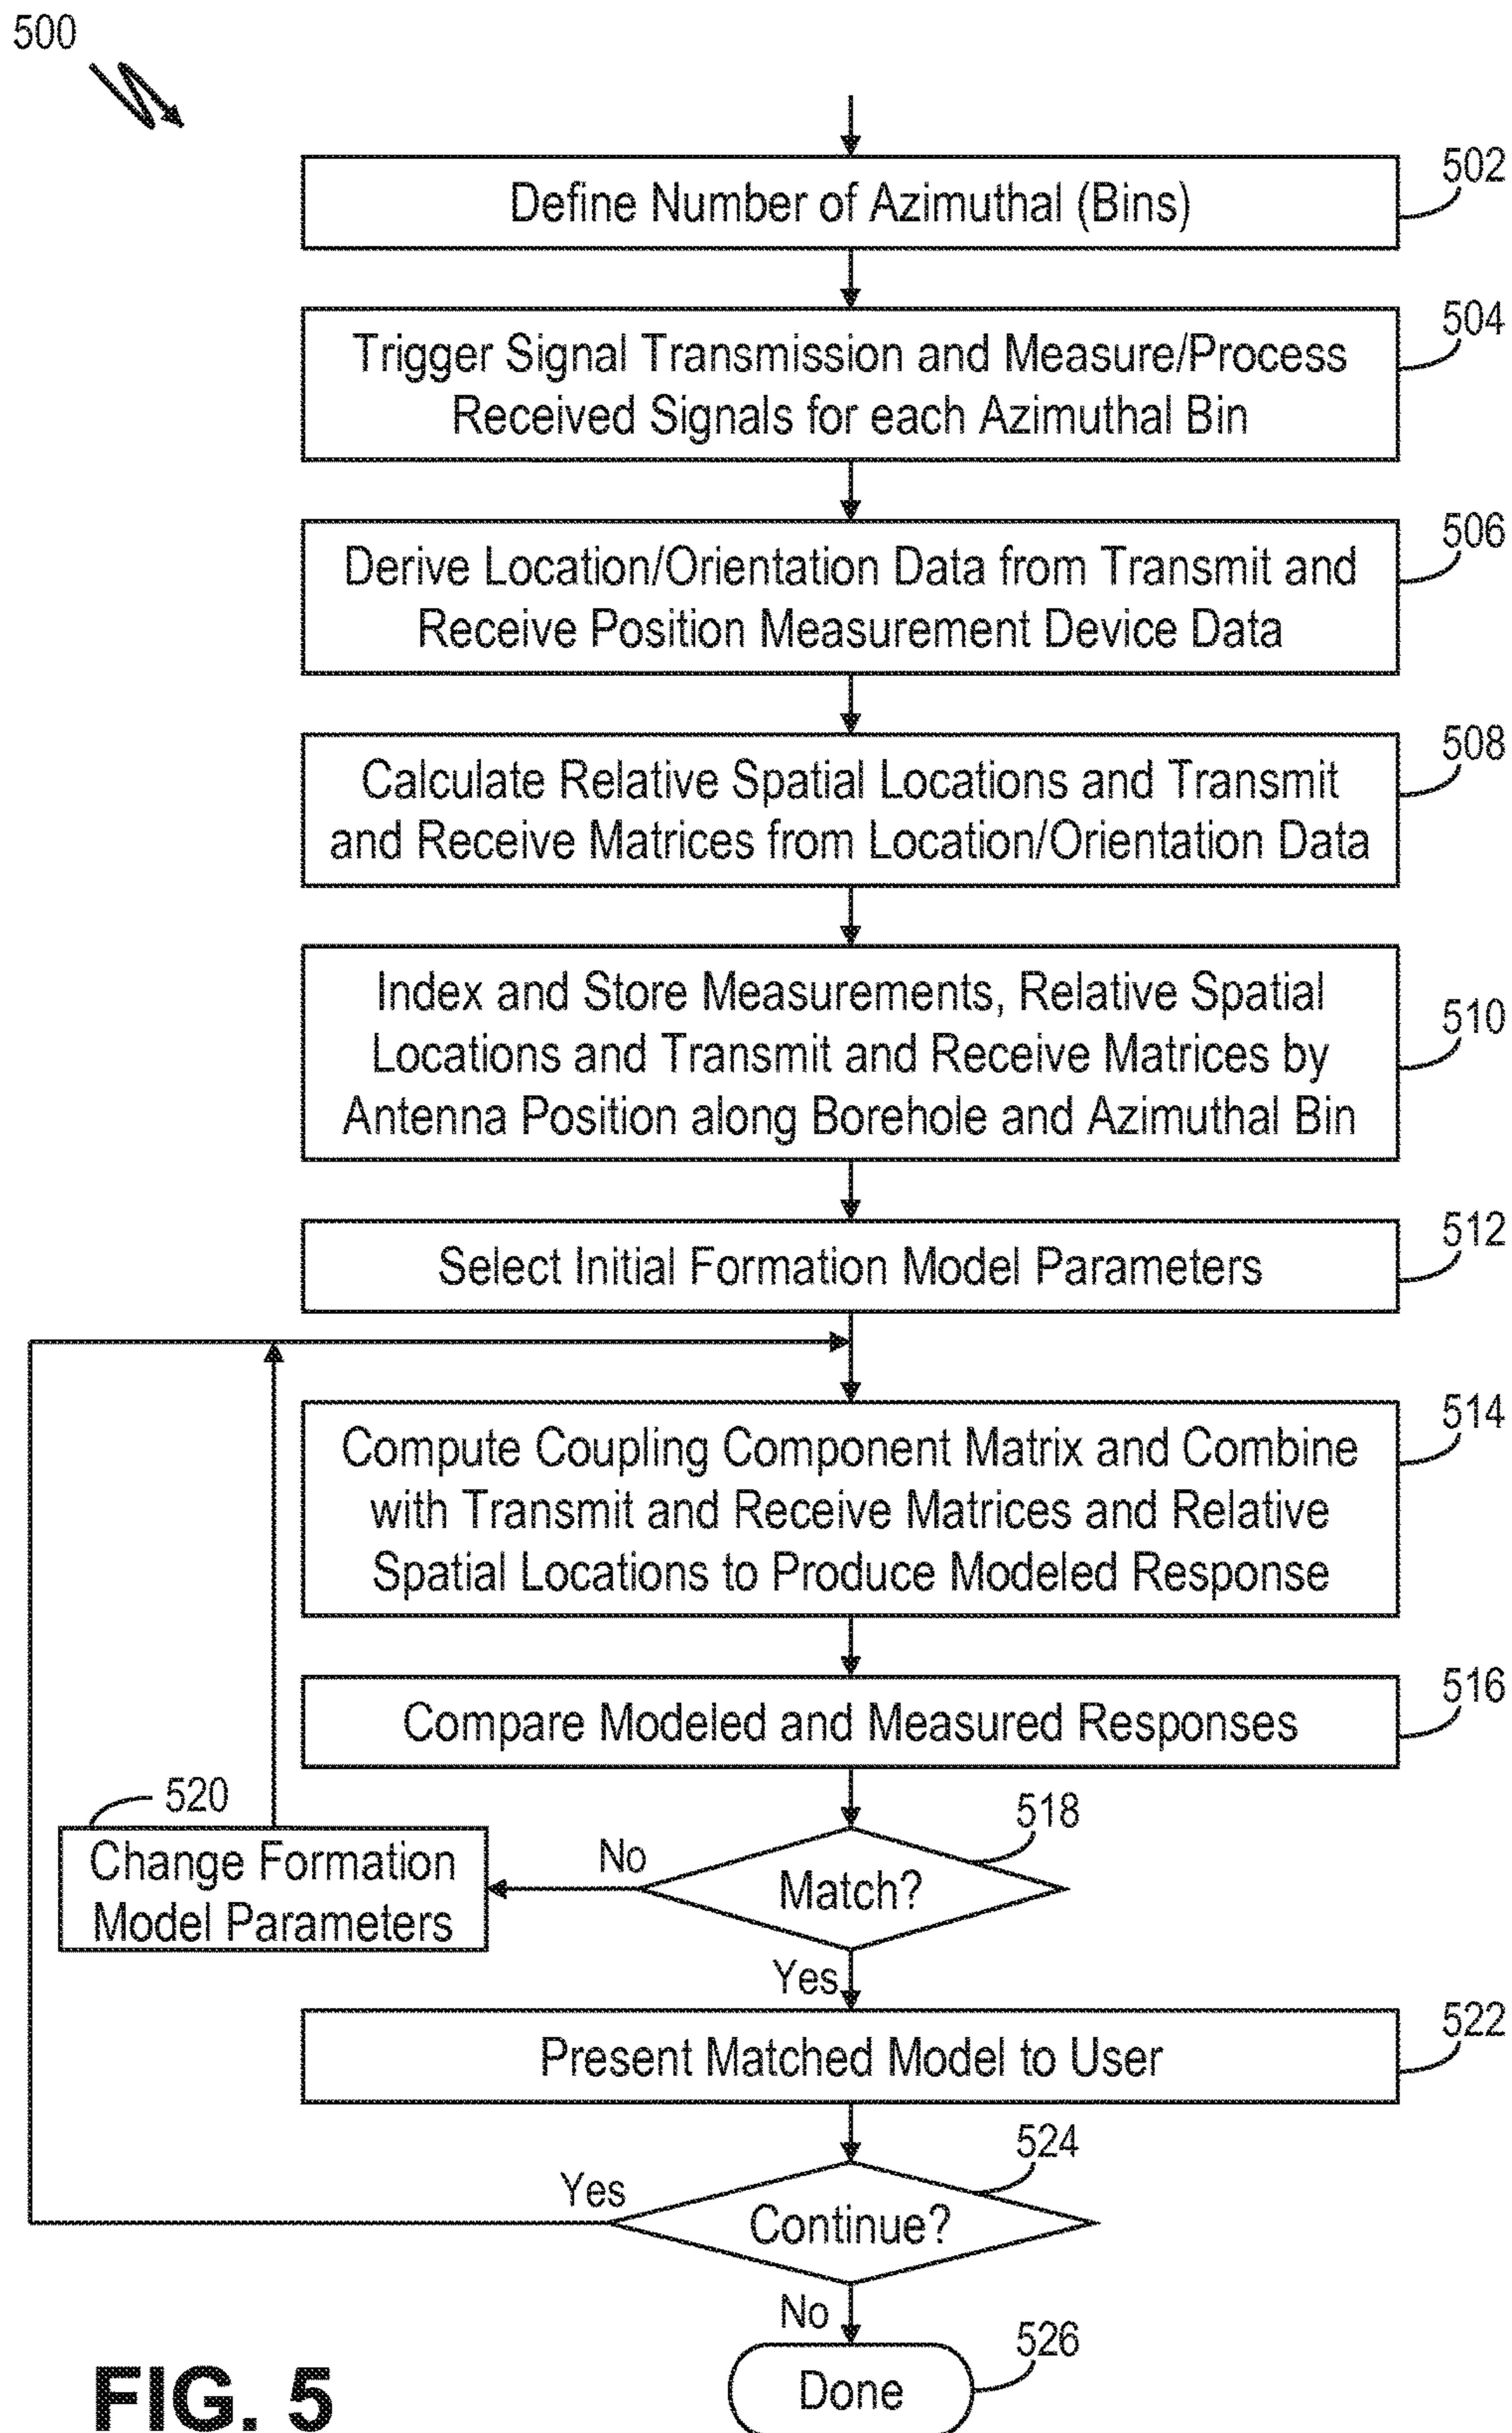 500
502
Define Number of Azimuthal (Bins)
504
Trigger Signal Transmission and Measure/Process
Received Signals for each Azimuthal Bin
506
Derive Location/Orientation Data from Transmit and
Receive Position Measurement Device Data
508
Calculate Relative Spatial Locations and Transmit
and Receive Matrices from Location/Orientation Data
510
Index and Store Measurements, Relative Spatial
Locations and Transmit and Receive Matrices by
Antenna Position along Borehole and Azimuthal Bin
512
Select Initial Formation Model Parameters
514
Compute Coupling Component Matrix and Combine
with Transmit and Receive Matrices and Relative
Spatial Locations to Produce Modeled Response
516
Compare Modeled and Measured Responses
518
Match?
No
520
Change Formation
Model Parameters
Yes
522
Present Matched Model to User
524
Continue?
Yes
No
526
Done
FIG. 5